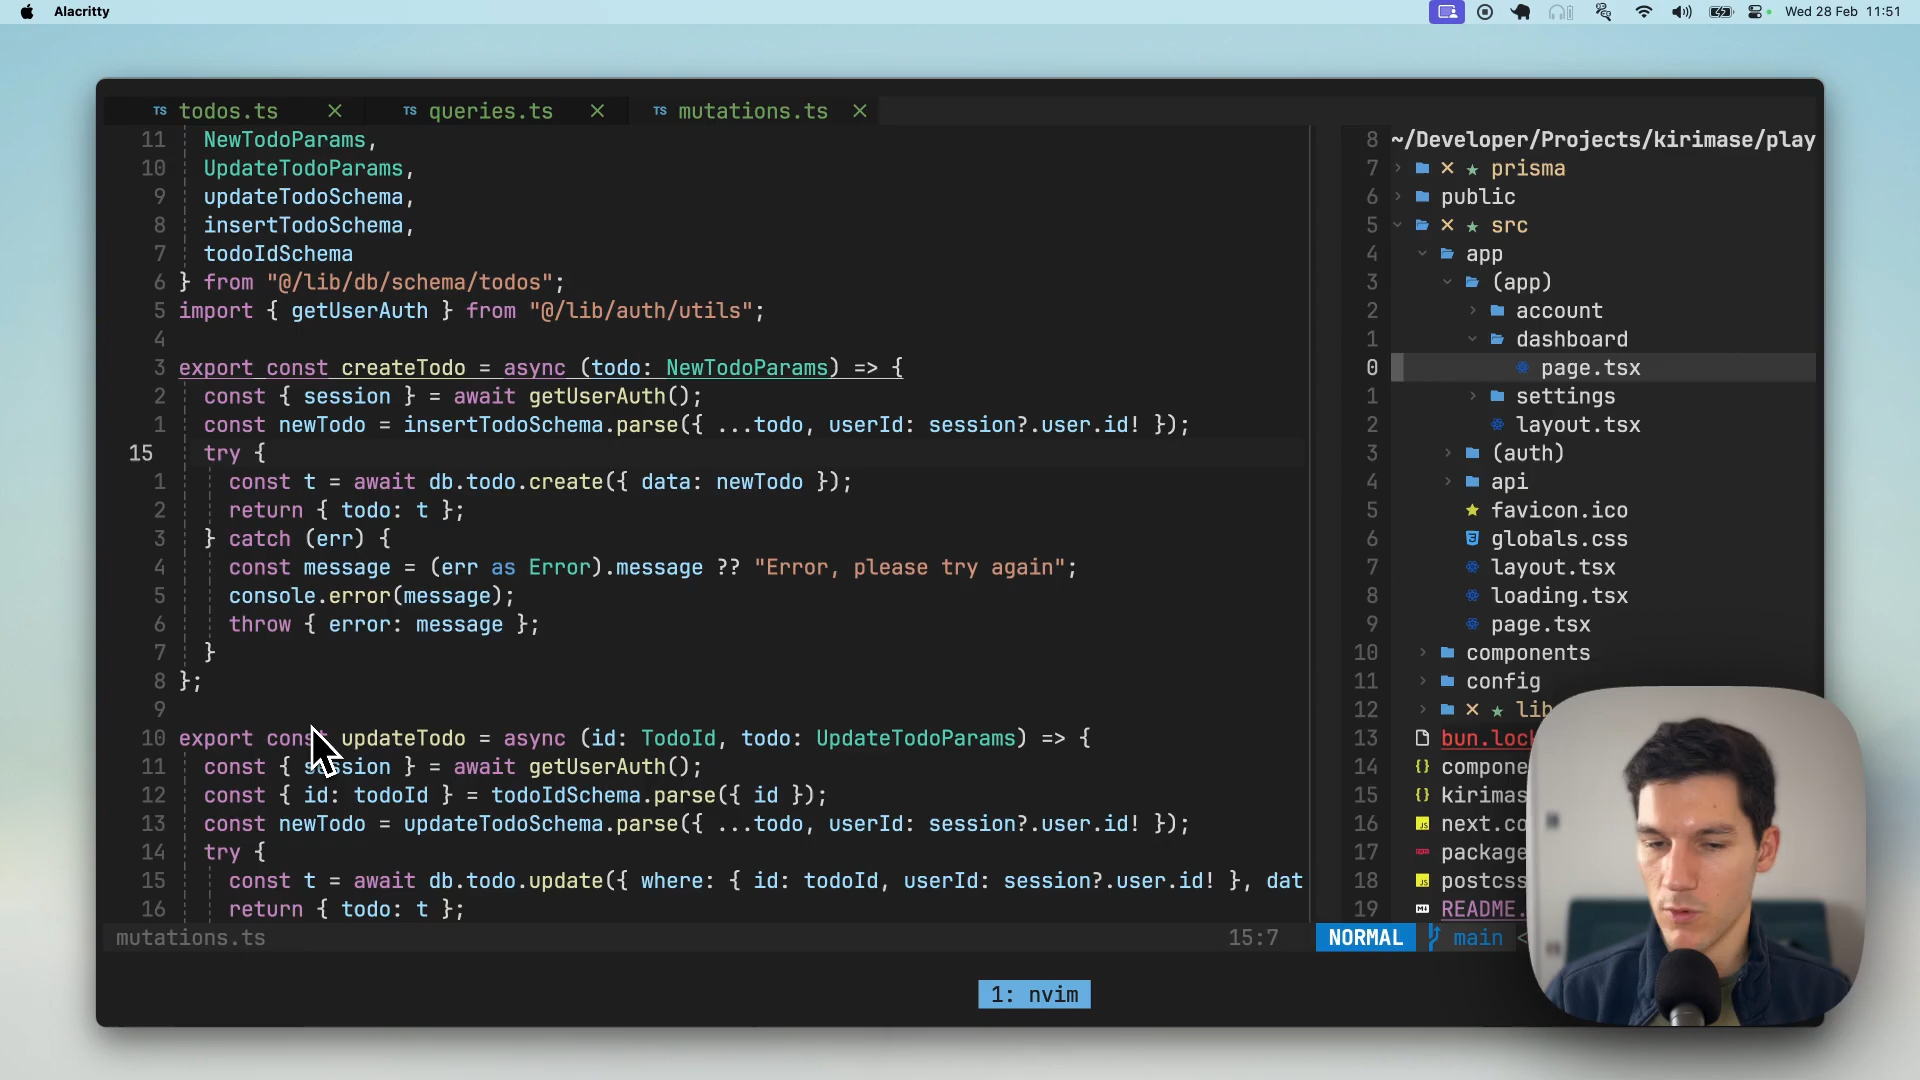 Alacritty
Wed 28 Feb 11:51
TS todos.ts
TS queries.ts
TS mutations.ts
11 NewTodoParams,
10 UpdateTodoParams,
9 updateTodoSchema,
8 insertTodoSchema,
7 todoIdSchema
6 } from "@/lib/db/schema/todos";
5 import { getUserAuth } from "@/lib/auth/utils";
4
3 export const createTodo = async (todo: NewTodoParams) => {
2 const { session } = await getUserAuth();
1 const newTodo = insertTodoSchema.parse({ ...todo, userId: session?.user.id! });
15 try {
1 const t = await db.todo.create({ data: newTodo });
2 return { todo: t };
3 } catch (err) {
4 const message = (err as Error).message ?? "Error, please try again";
5 console.error(message);
6 throw { error: message };
7 }
8 };
9
10 export const updateTodo = async (id: TodoId, todo: UpdateTodoParams) => {
11 const { session } = await getUserAuth();
12 const { id: todoId } = todoIdSchema.parse({ id });
13 const newTodo = updateTodoSchema.parse({ ...todo, userId: session?.user.id! });
14 try {
15 const t = await db.todo.update({ where: { id: todoId, userId: session?.user.id! }, dat
16 return { todo: t };
mutations.ts 15:7
8 ~/Developer/Projects/kirimase/play
7 prisma
6 public
5 src
4 app
3 (app)
2 account
1 dashboard
0 page.tsx
1 settings
2 layout.tsx
3 (auth)
4 api
5 favicon.ico
6 globals.css
7 layout.tsx
8 loading.tsx
9 page.tsx
10 components
11 config
12 lib
13 bun.lock
14 {} compone
15 {} kirimas
16 JS next.co
17 package
18 JS postcss
19 README.
NORMAL main <
1: nvim